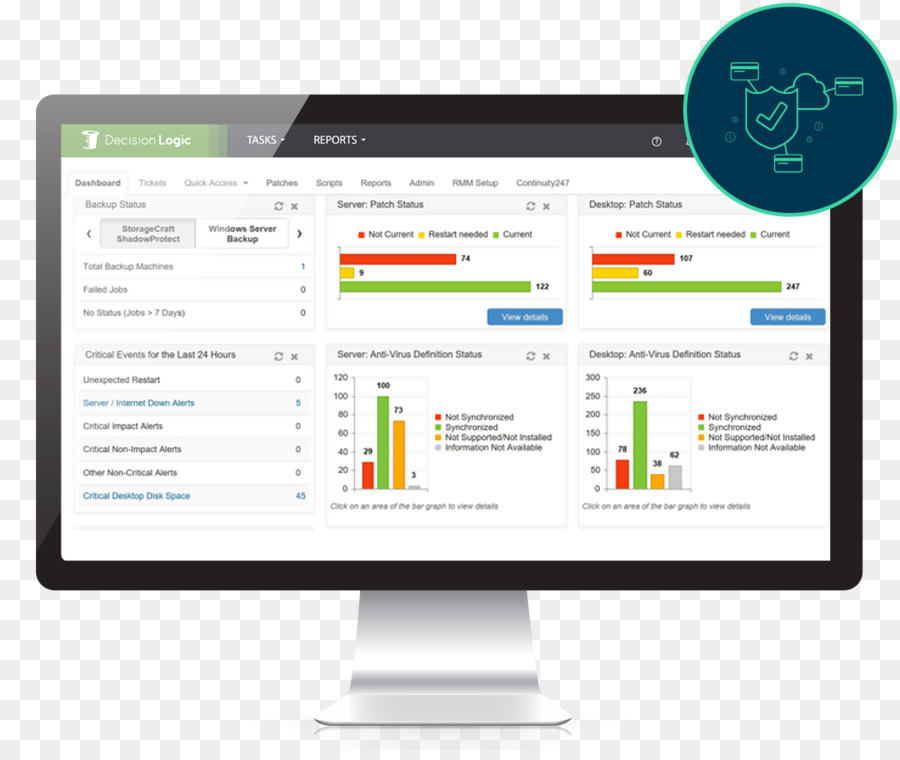 Decision Logic
TASKS
REPORTS
Dashboard
Tickets
Quick Access
Patches
Scripts
Reports
Admin
RMM Setup
Continuity247
Backup Status
StorageCraft
ShadowProtect
Windows Server
Backup
Total Backup Machines 1
Failed Jobs 0
No Status (Jobs > 7 Days) 0
Server: Patch Status
Not Current Restart needed Current
74
9
122
View details
Desktop: Patch Status
Not Current Restart needed Current
107
60
247
View details
Critical Events for the Last 24 Hours
Unexpected Restart 0
Server / Internet Down Alerts 5
Critical Impact Alerts 0
Critical Non-Impact Alerts 0
Other Non-Critical Alerts 0
Critical Desktop Disk Space 45
Server: Anti-Virus Definition Status
120
100
80
60
40
20
0
29
100
73
3
Not Synchronized
Synchronized
Not Supported/Not Installed
Information Not Available
Click on an area of the bar graph to view details
Desktop: Anti-Virus Definition Status
300
250
200
150
100
50
0
78
236
38
62
Not Synchronized
Synchronized
Not Supported/Not Installed
Information Not Available
Click on an area of the bar graph to view details